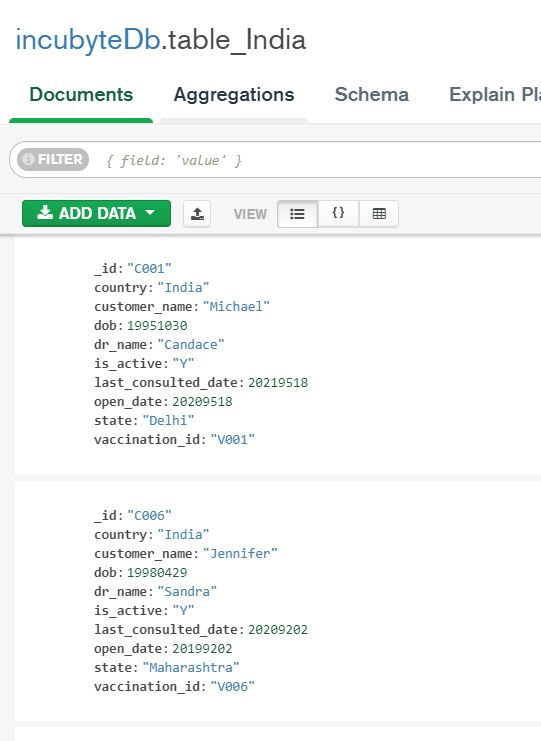 incubyteDb.table_India
Documents Aggregations Schema Explain Pl
FILTER { field: 'value' }
ADD DATA VIEW { }
_id: "C001"
country: "India"
customer_name: "Michael"
dob: 19951030
dr_name: "Candace"
is_active: "Y"
last_consulted_date: 20219518
open_date: 20209518
state: "Delhi"
vaccination_id: "V001"
_id: "C006"
country: "India"
customer_name: "Jennifer"
dob: 19980429
dr_name: "Sandra"
is_active: "Y"
last_consulted_date: 20209202
open_date: 20199202
state: "Maharashtra"
vaccination_id: "V006"